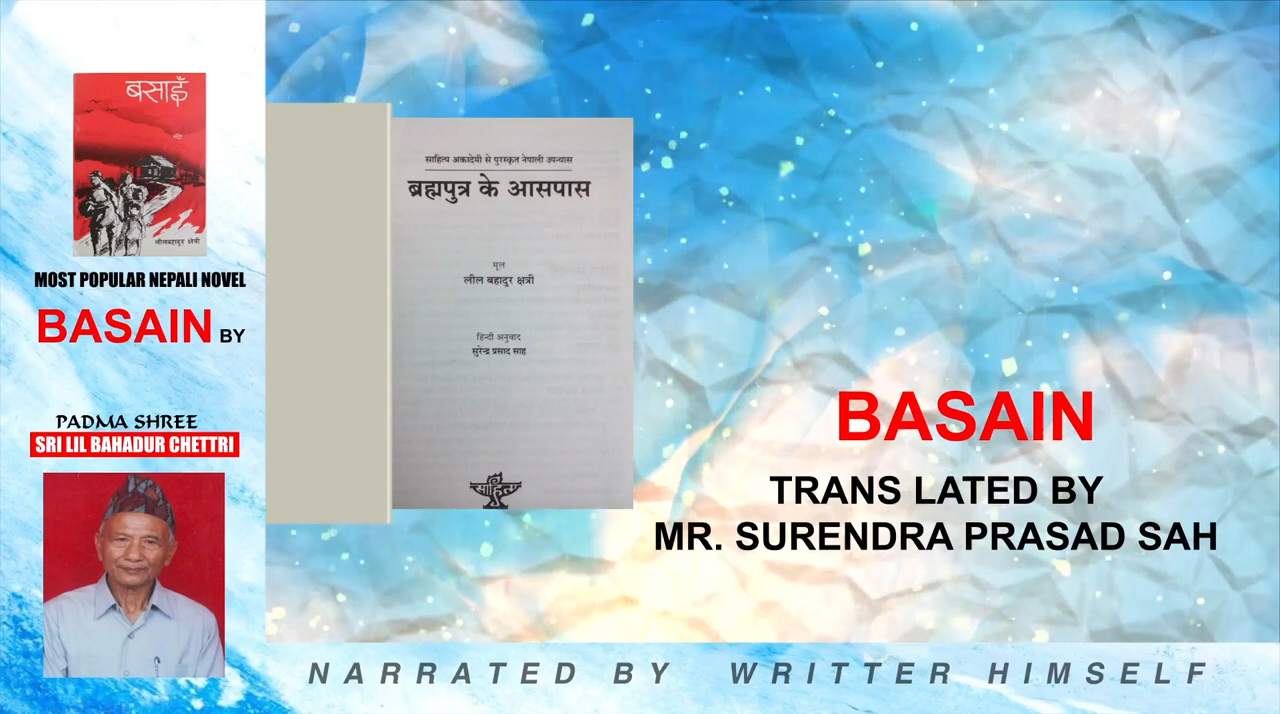 बसाइँ
लीलबहादुर क्षेत्री
MOST POPULAR NEPALI NOVEL
BASAIN BY
PADMA SHREE
SRI LIL BAHADUR CHETTRI
साहित्य अकादेमी से पुरस्कृत नेपाली उपन्यास
ब्रह्मपुत्र के आसपास
मूल
लील बहादुर क्षत्री
हिन्दी अनुवाद
सुरेन्द्र प्रसाद साह
साहित्य
BASAIN
TRANS LATED BY
MR. SURENDRA PRASAD SAH
NARRATED BY WRITTER HIMSELF